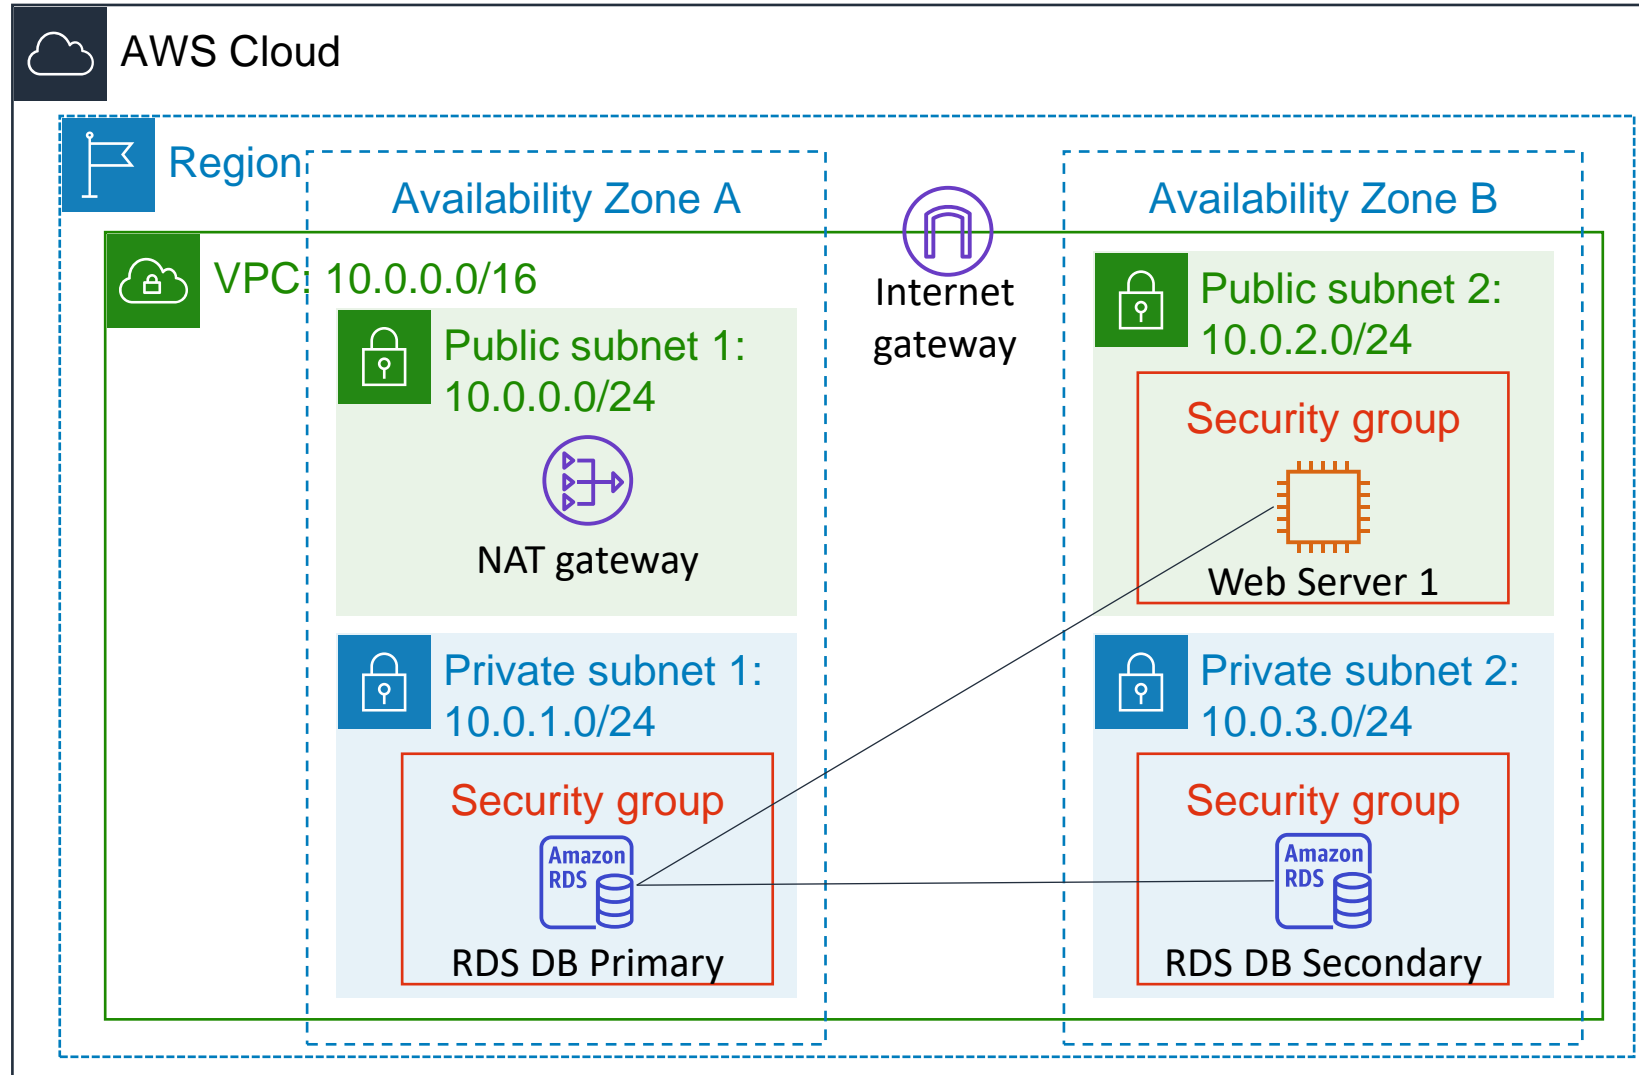 AWS Cloud
Region
Availability Zone A
Availability Zone B
VPC: 10.0.0.0/16
Internet
gateway
Public subnet 1:
10.0.0.0/24
NAT gateway
Public subnet 2:
10.0.2.0/24
Security group
Web Server 1
Private subnet 1:
10.0.1.0/24
Security group
Amazon
RDS
RDS DB Primary
Private subnet 2:
10.0.3.0/24
Security group
Amazon
RDS
RDS DB Secondary